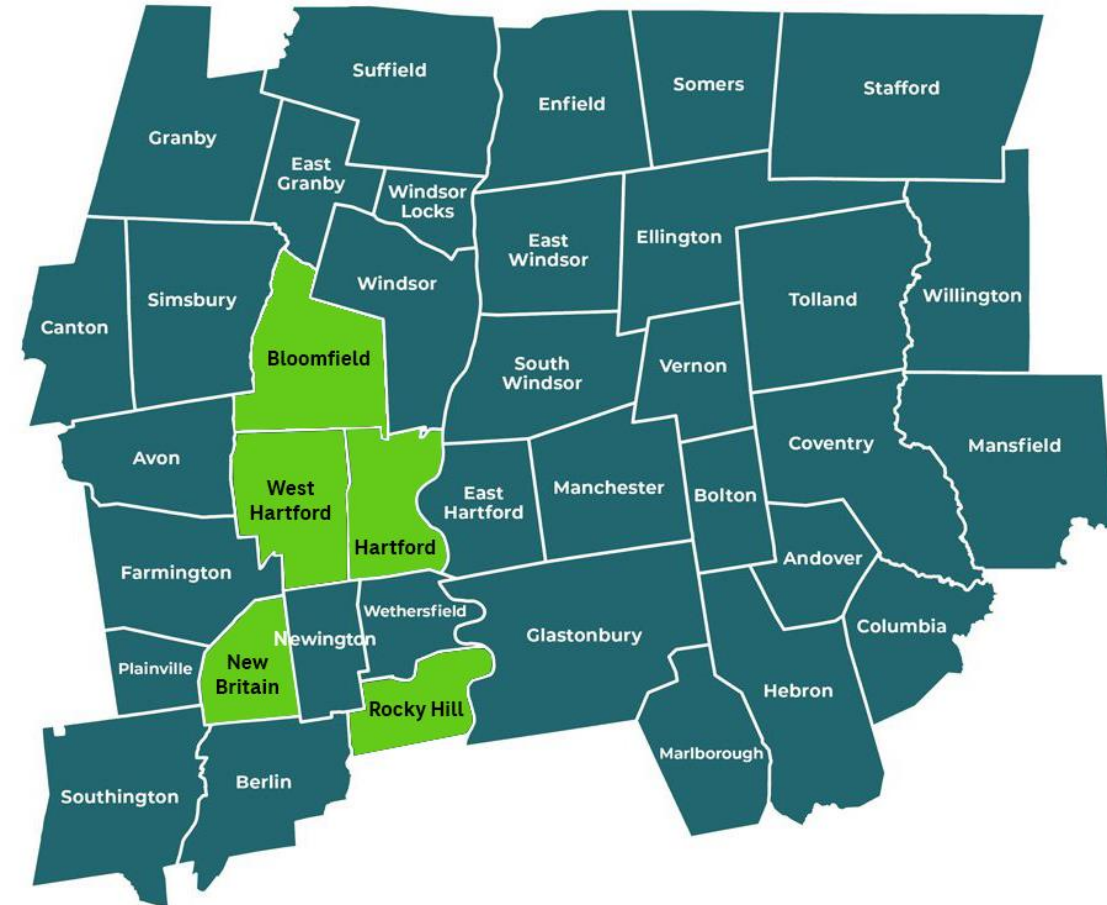 Suffield
Somers
Stafford
Enfield
Granby
East
Granby
Windsor
Locks
East
Windsor
Ellington
Windsor
Tolland
Willington
Simsbury
Canton
Bloomfield
South
Windsor
Vernon
Avon
Coventry
Mansfield
West
Hartford
East
Hartford
Manchester
Bolton
Hartford
Andover
Farmington
Wethersfield
Newington
Glastonbury
Columbia
Plainville
New
Britain
Hebron
Rocky Hill
Marlborough
Berlin
Southington